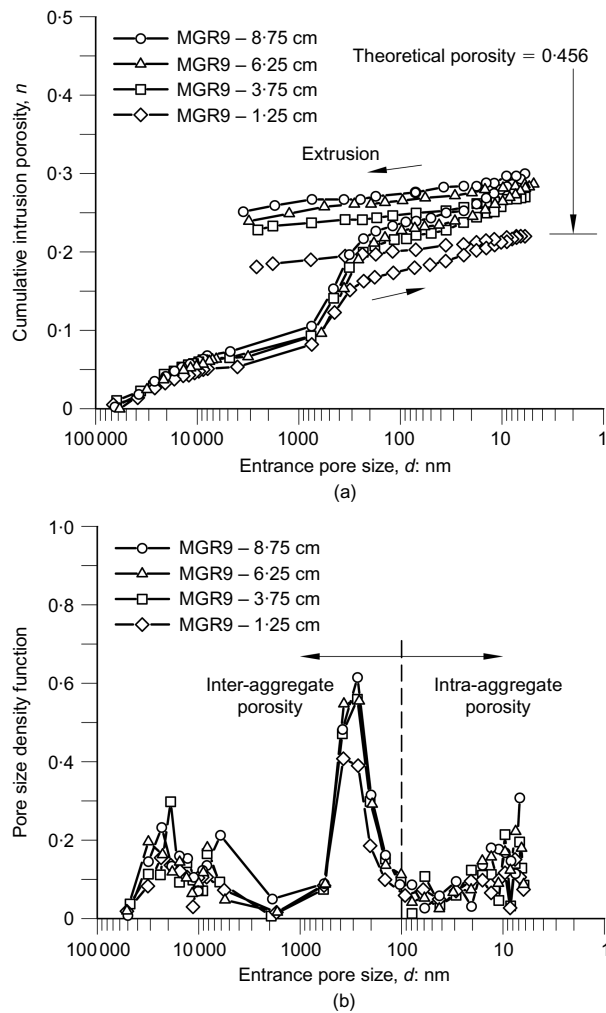 0·5
0·4
0·3
0·2
0·1
0
Cumulative intrusion porosity, n
MGR9 – 8·75 cm
MGR9 – 6·25 cm
MGR9 – 3·75 cm
MGR9 – 1·25 cm
Theoretical porosity = 0·456
Extrusion
100 000
10 000
1000
100
10
1
Entrance pore size, d: nm
(a)
1·0
0·8
0·6
0·4
0·2
0
Pore size density function
MGR9 – 8·75 cm
MGR9 – 6·25 cm
MGR9 – 3·75 cm
MGR9 – 1·25 cm
Inter-aggregate
porosity
Intra-aggregate
porosity
100 000
10 000
1000
100
10
1
Entrance pore size, d: nm
(b)